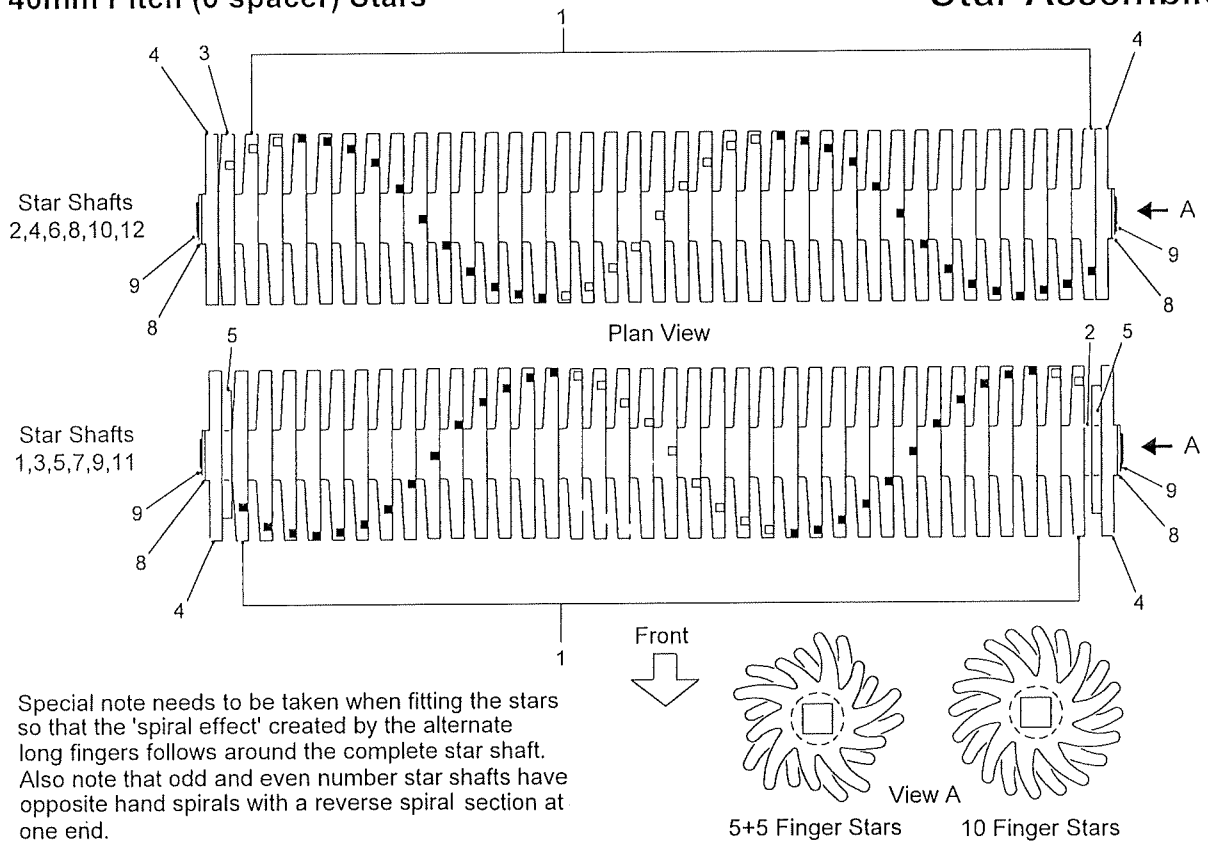 40mm Pitch (0 spacer) Stars
1
4
3
4
Star Shafts
2,4,6,8,10,12
A
9
9
8
8
Plan View
5
2
5
Star Shafts
1,3,5,7,9,11
A
9
9
8
8
4
4
1
Front
Special note needs to be taken when fitting the stars
so that the 'spiral effect' created by the alternate
long fingers follows around the complete star shaft.
Also note that odd and even number star shafts have
opposite hand spirals with a reverse spiral section at
one end.
View A
5+5 Finger Stars
10 Finger Stars